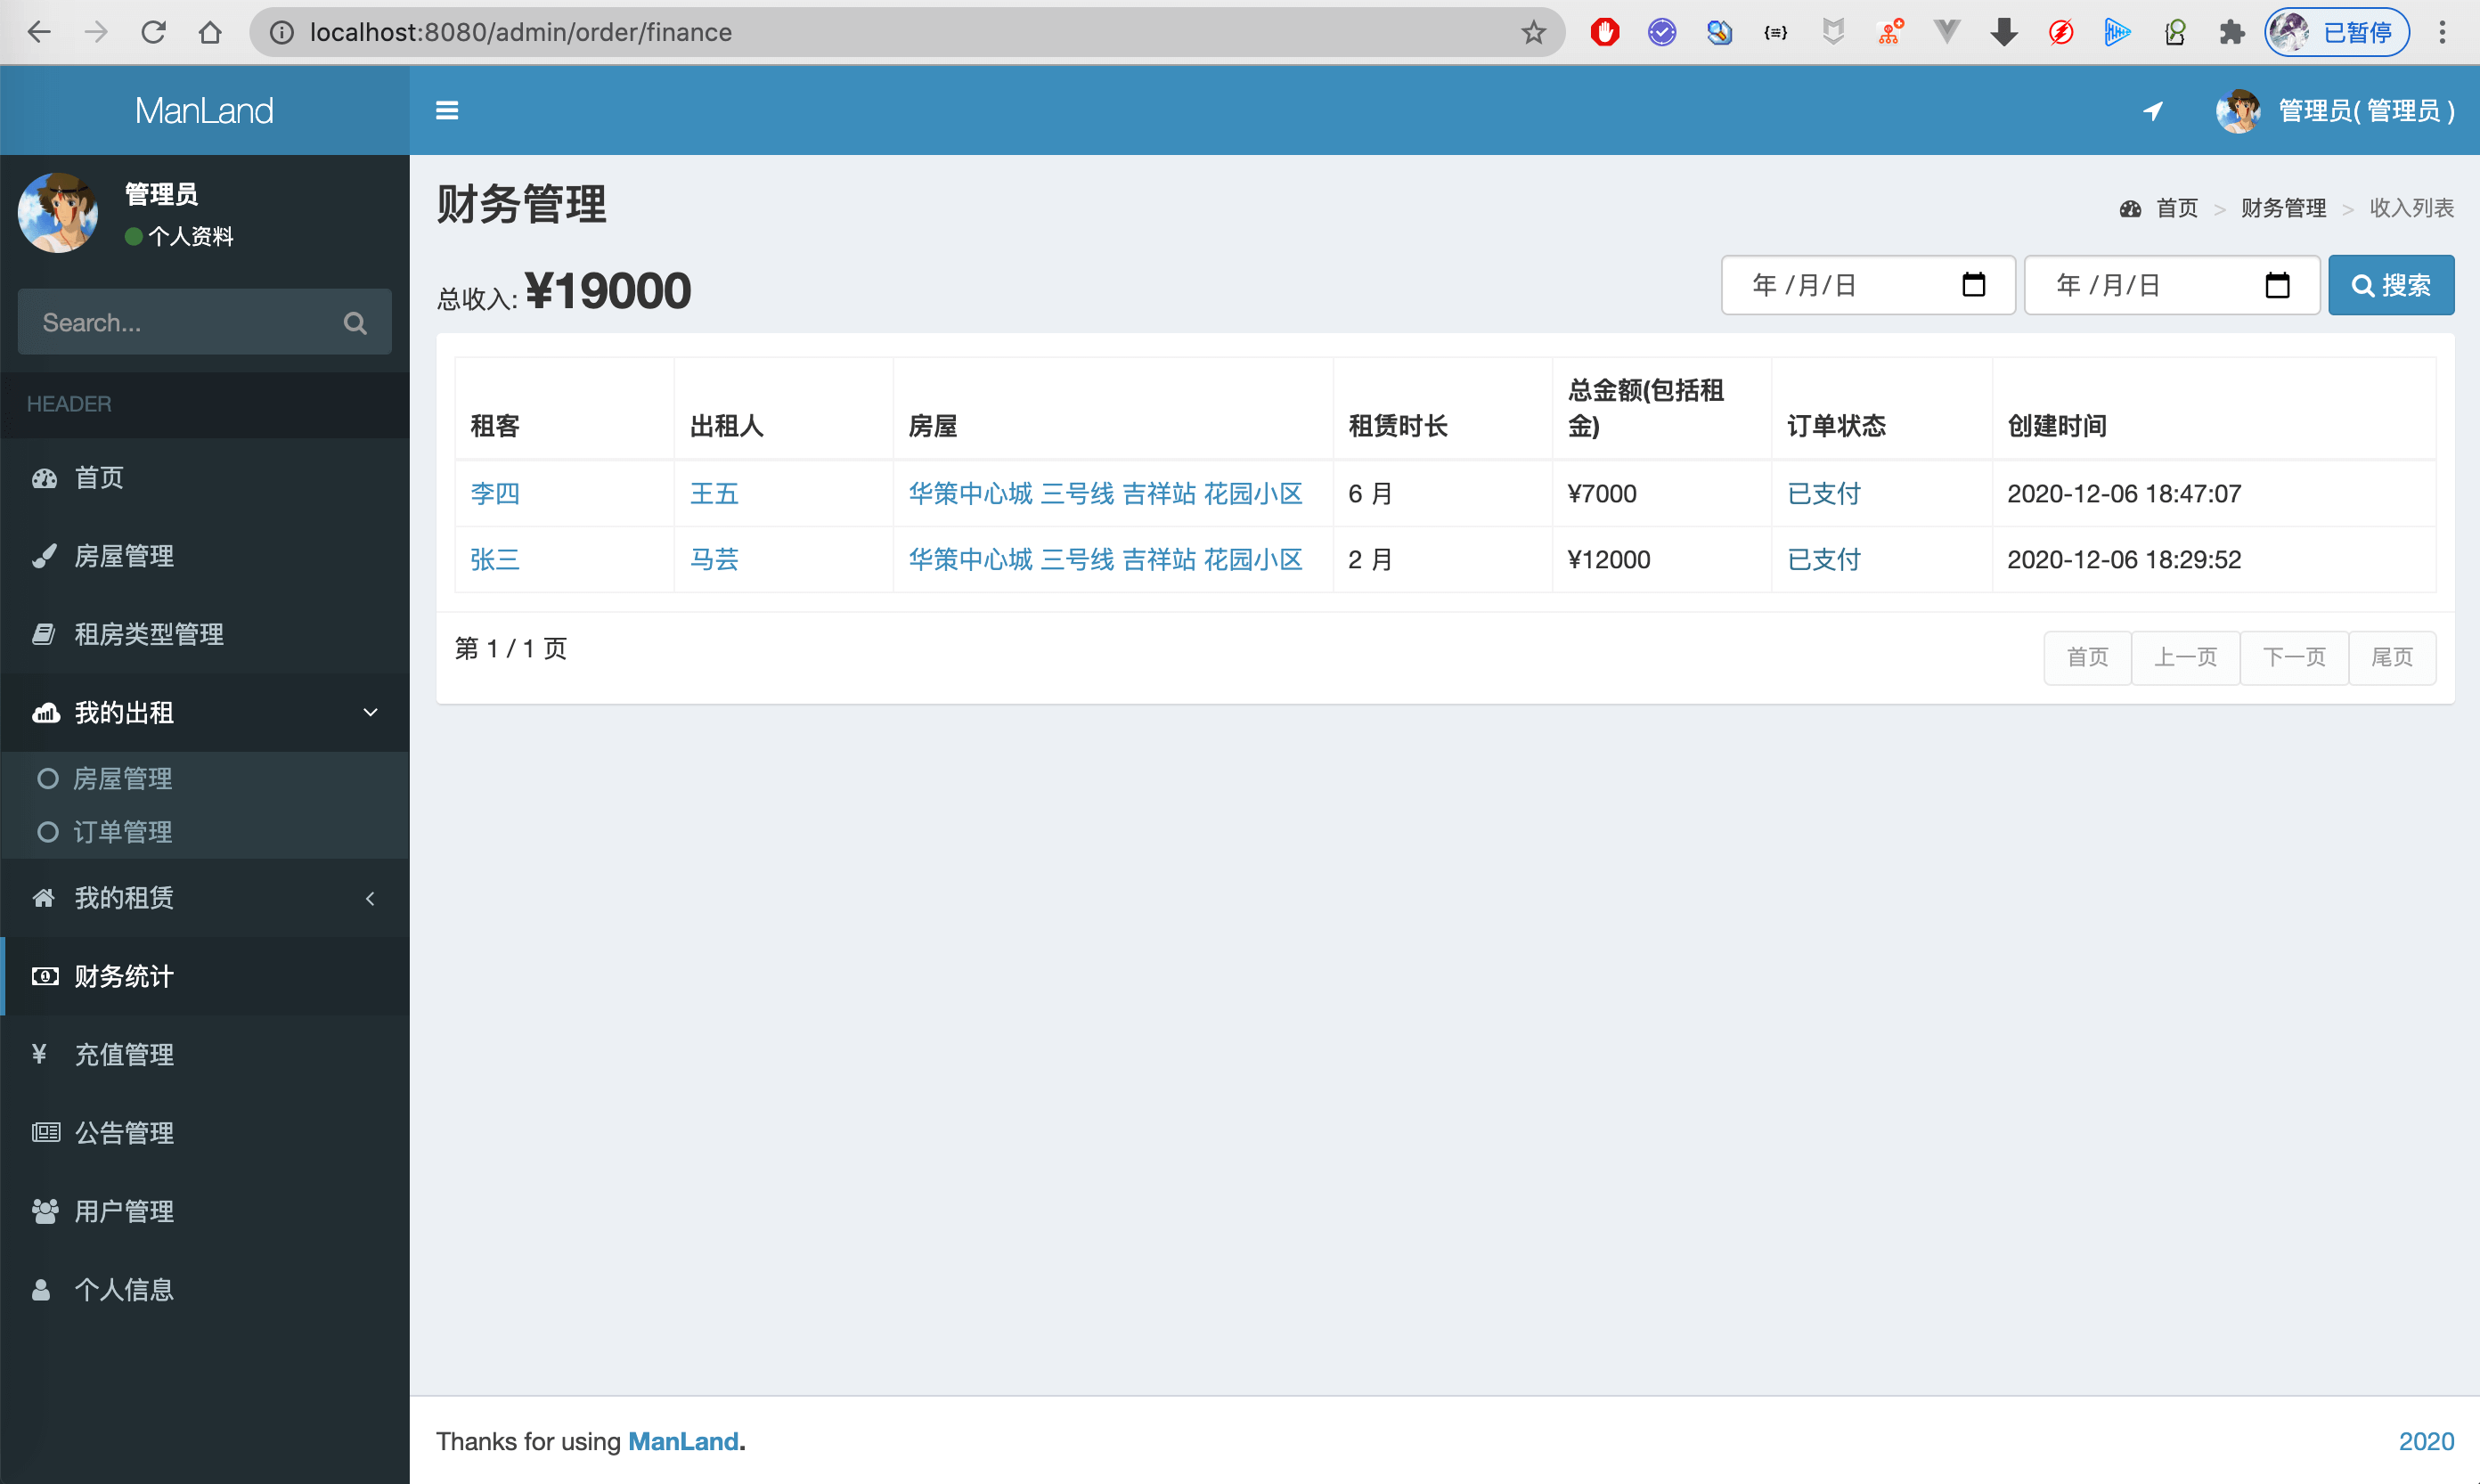 localhost:8080/admin/order/finance
已暂停
ManLand
管理员( 管理员 )
管理员
个人资料
Search...
HEADER
首页
房屋管理
租房类型管理
我的出租
房屋管理
订单管理
我的租赁
财务统计
¥ 充值管理
公告管理
用户管理
个人信息
财务管理
首页 > 财务管理 > 收入列表
总收入: ¥19000
年 /月/日
年 /月/日
搜索
租客 出租人 房屋 租赁时长 总金额(包括租金) 订单状态 创建时间
李四 王五 华策中心城 三号线 吉祥站 花园小区 6 月 ¥7000 已支付 2020-12-06 18:47:07
张三 马芸 华策中心城 三号线 吉祥站 花园小区 2 月 ¥12000 已支付 2020-12-06 18:29:52
第 1 / 1 页
首页 上一页 下一页 尾页
Thanks for using ManLand.
2020